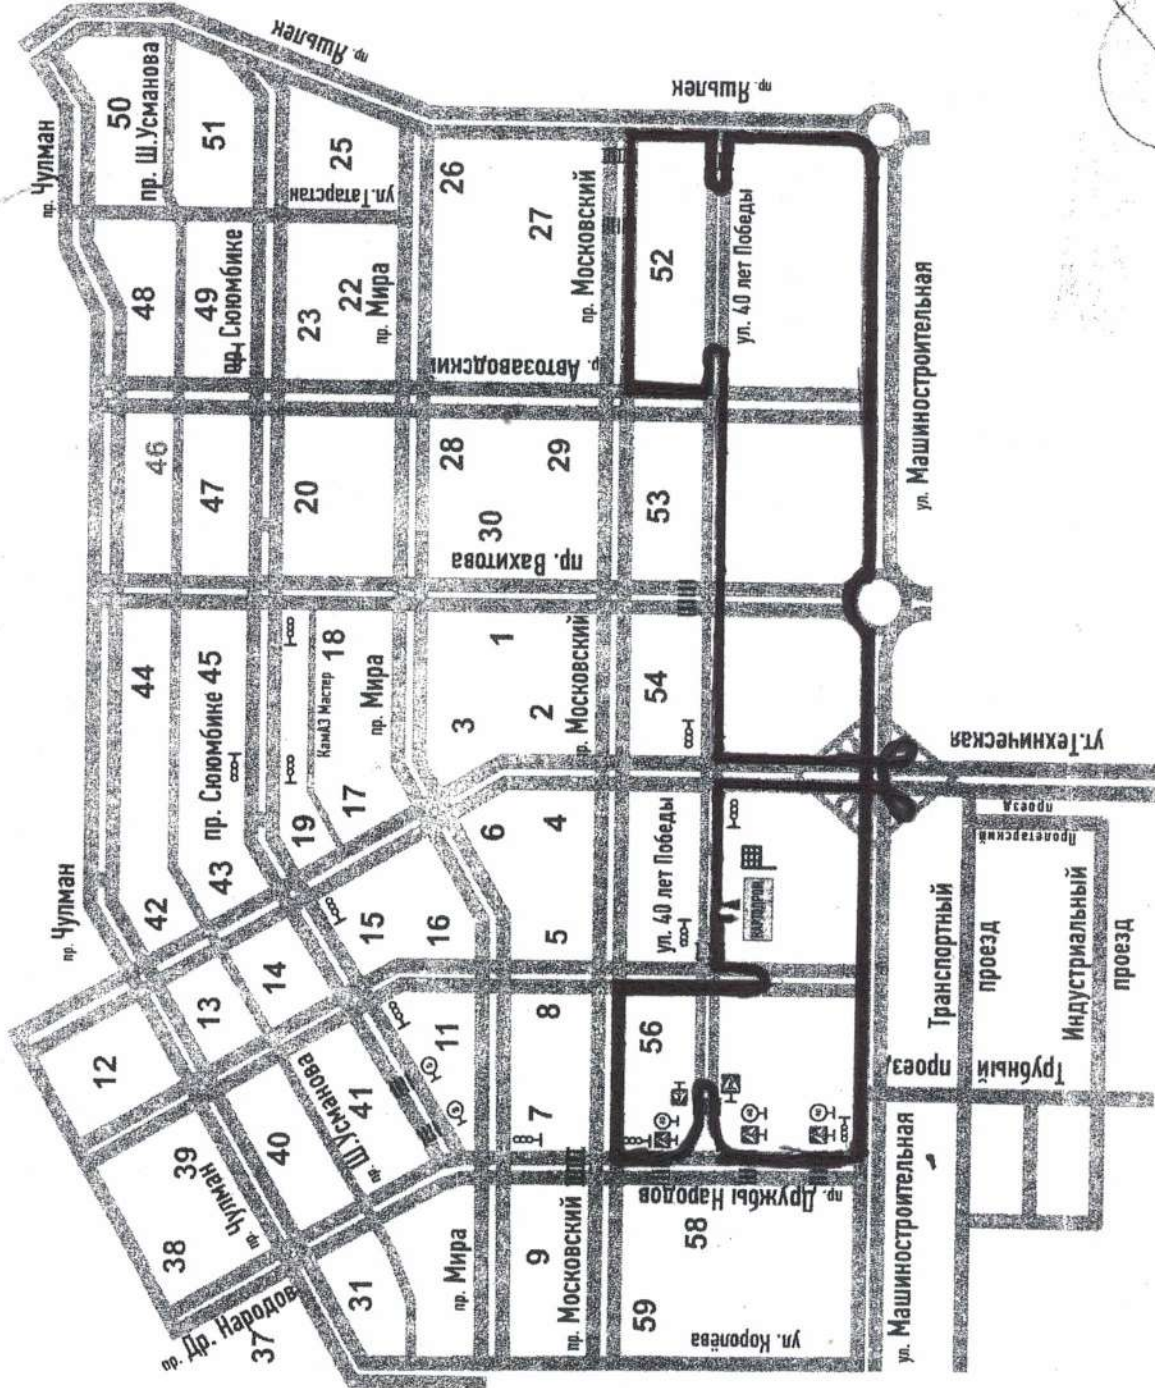 пр. Чулман
50
пр. Ш.Усманова
51
пр. Яшьлек
25
ул.Татарстан
48
49
пр. Сююмбике
23
22
пр. Мира
26
27
пр. Московский
пр. Яшьлек
52
ул. 40 лет Победы
р. Автозаводски
46
47
20
28
29
30
пр. Вахитова
53
ул. Машиностроительная
44
пр. Сююмбике 45
КамАЗ Мастер
18
пр. Мира
17
19
1
2
3
пр. Московский
54
ул.Техническая
пр. Чулман
42
43
15
16
6
4
5
ул. 40 лет Победы
12
13
14
пр. Ш.Усманова
41
11
8
7
56
39
пр. Чулман
40
38
пр. Др. Народов
37
31
пр. Мира
9
пр. Московский
59
58
пр. Дружбы Народов
ул. Королёва
ул. Машиностроительная
Транспортный
проезд
Трубный
проезд
Пролетарский
проезд
Индустриальный
проезд